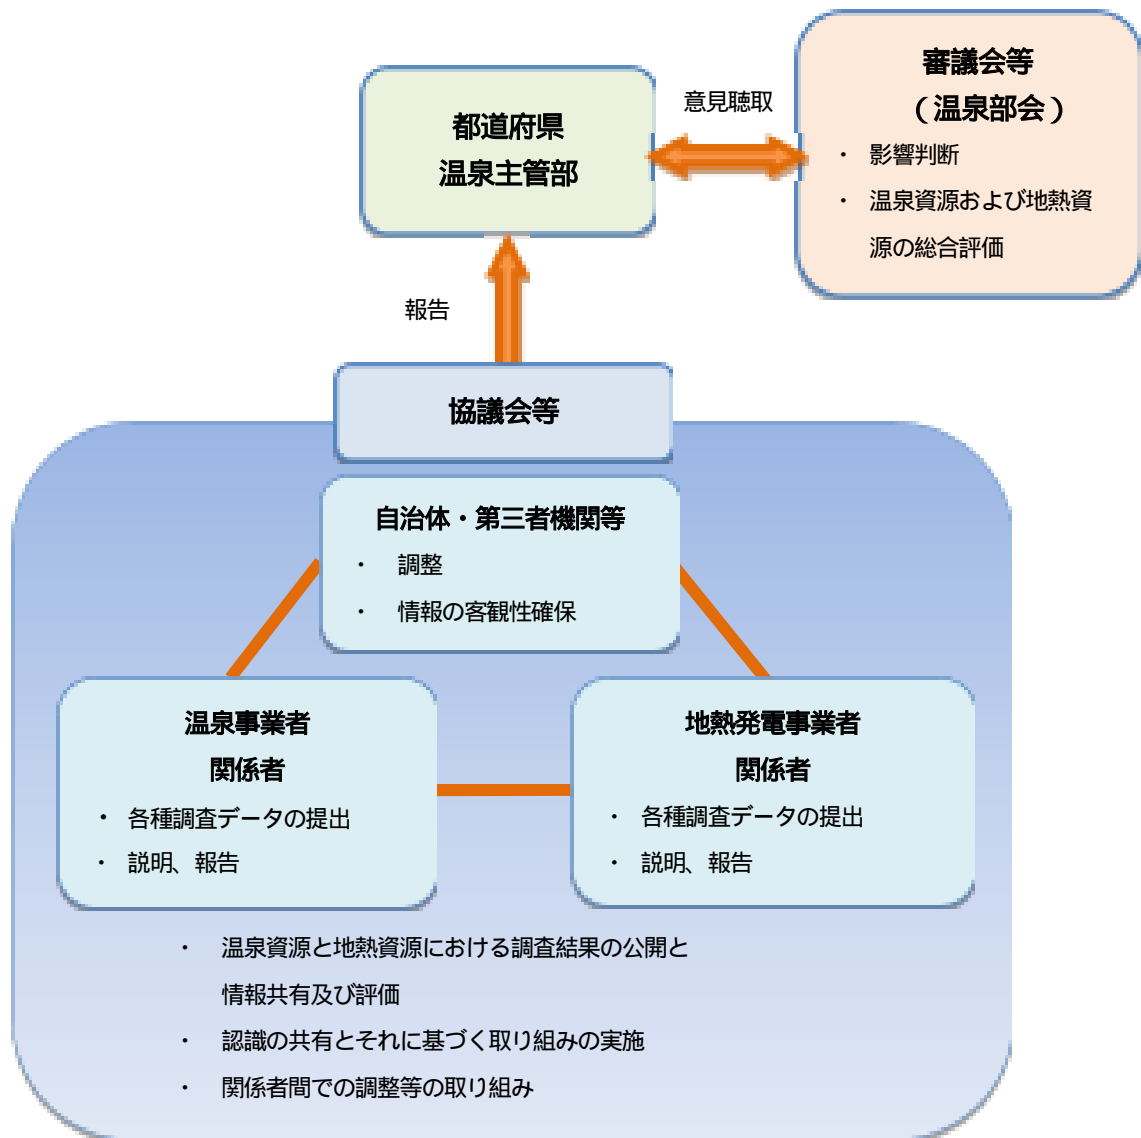 審議会等
（温泉部会）
・ 影響判断
・ 温泉資源および地熱資
源の総合評価
意見聴取
都道府県
温泉主管部
報告
協議会等
自治体・第三者機関等
・ 調整
・ 情報の客観性確保
温泉事業者
関係者
・ 各種調査データの提出
・ 説明、報告
地熱発電事業者
関係者
・ 各種調査データの提出
・ 説明、報告
・ 温泉資源と地熱資源における調査結果の公開と
情報共有及び評価
・ 認識の共有とそれに基づく取り組みの実施
・ 関係者間での調整等の取り組み